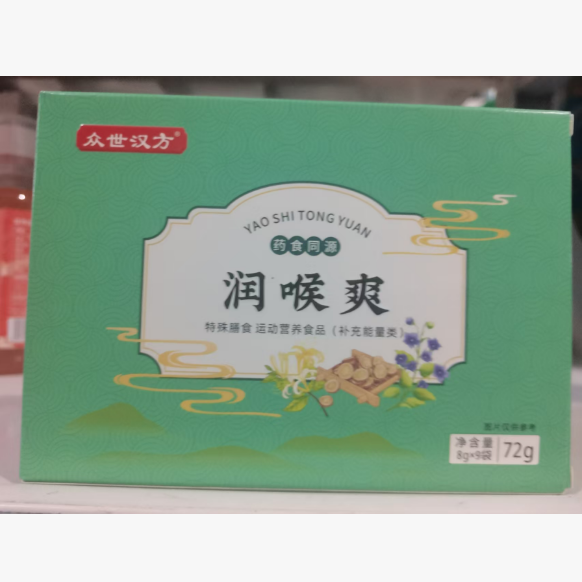 众世汉方®
YAO SHI TONG YUAN
药食同源
润喉爽
特殊膳食 运动营养食品（补充能量类）
图片仅供参考
净含量
8g×9袋
72g